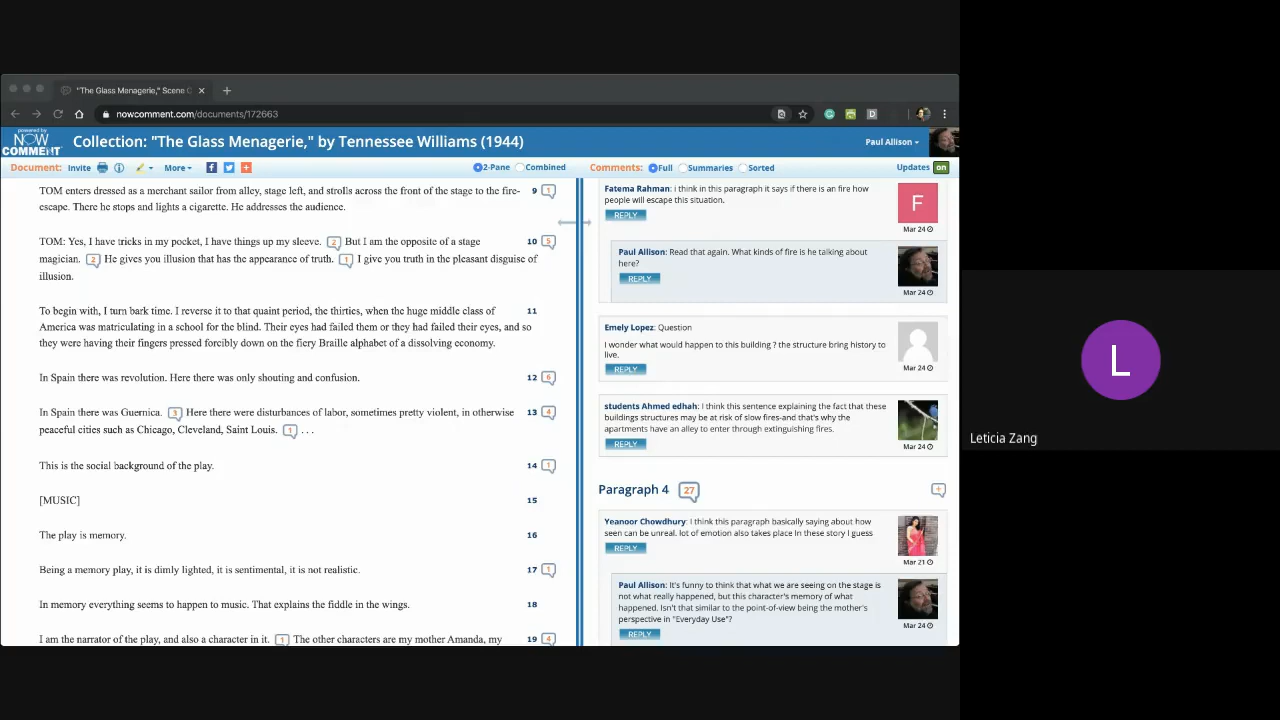 "The Glass Menagerie," Scene O
nowcomment.com/documents/172663
powered by
NOW
COMMENT
Collection: "The Glass Menagerie," by Tennessee Williams (1944)
Paul Allison
Document: Invite More
2-Pane Combined
Comments: Full Summaries Sorted
Updates on
TOM enters dressed as a merchant sailor from alley, stage left, and strolls across the front of the stage to the fire- 9 1
escape. There he stops and lights a cigarette. He addresses the audience.
TOM: Yes, I have tricks in my pocket, I have things up my sleeve. 2 But I am the opposite of a stage 10 5
magician. 2 He gives you illusion that has the appearance of truth. 1 I give you truth in the pleasant disguise of
illusion.
To begin with, I turn bark time. I reverse it to that quaint period, the thirties, when the huge middle class of 11
America was matriculating in a school for the blind. Their eyes had failed them or they had failed their eyes, and so
they were having their fingers pressed forcibly down on the fiery Braille alphabet of a dissolving economy.
In Spain there was revolution. Here there was only shouting and confusion. 12 6
In Spain there was Guernica. 3 Here there were disturbances of labor, sometimes pretty violent, in otherwise 13 4
peaceful cities such as Chicago, Cleveland, Saint Louis. 1 . . .
This is the social background of the play. 14 1
[MUSIC] 15
The play is memory. 16
Being a memory play, it is dimly lighted, it is sentimental, it is not realistic. 17 1
In memory everything seems to happen to music. That explains the fiddle in the wings. 18
I am the narrator of the play, and also a character in it. 1 The other characters are my mother Amanda, my 19 4
Fatema Rahman: i think in this paragraph it says if there is an fire how
people will escape this situation.
REPLY
F
Mar 24
Paul Allison: Read that again. What kinds of fire is he talking about
here?
REPLY
Mar 24
Emely Lopez: Question
I wonder what would happen to this building ? the structure bring history to
live.
REPLY
Mar 24
students Ahmed edhah: I think this sentence explaining the fact that these
buildings structures may be at risk of slow fires-and that's why the
apartments have an alley to enter through extinguishing fires.
REPLY
Mar 24
Paragraph 4 27
Yeanoor Chowdhury: I think this paragraph basically saying about how
seen can be unreal. lot of emotion also takes place In these story I guess
REPLY
Mar 21
Paul Allison: It's funny to think that what we are seeing on the stage is
not what really happened, but this character's memory of what
happened. Isn't that similar to the point-of-view being the mother's
perspective in "Everyday Use"?
REPLY
Mar 24
L
Leticia Zang